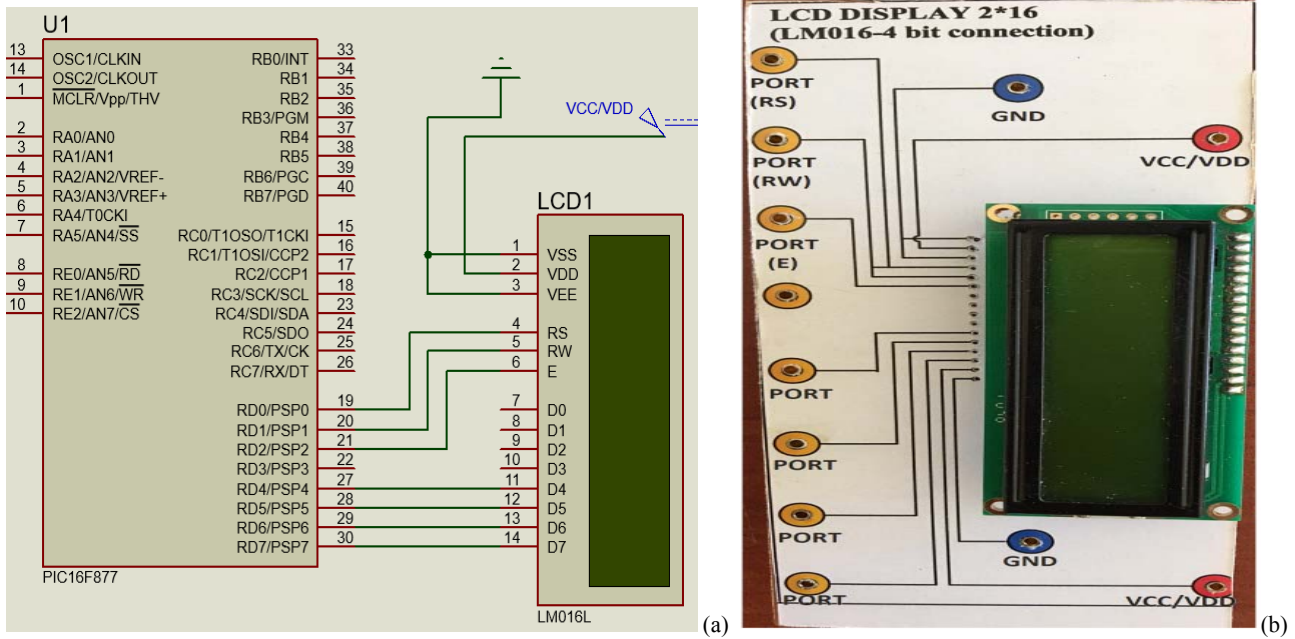 U1
13 OSC1/CLKIN RB0/INT 33
14 OSC2/CLKOUT RB1 34
1 MCLR/Vpp/THV RB2 35
RB3/PGM 36
2 RA0/AN0 RB4 37
3 RA1/AN1 RB5 38
4 RA2/AN2/VREF- RB6/PGC 39
5 RA3/AN3/VREF+ RB7/PGD 40
6 RA4/T0CKI
7 RA5/AN4/SS RC0/T1OSO/T1CKI 15
RC1/T1OSI/CCP2 16
8 RE0/AN5/RD RC2/CCP1 17
9 RE1/AN6/WR RC3/SCK/SCL 18
10 RE2/AN7/CS RC4/SDI/SDA 23
RC5/SDO 24
RC6/TX/CK 25
RC7/RX/DT 26
RD0/PSP0 19
RD1/PSP1 20
RD2/PSP2 21
RD3/PSP3 22
RD4/PSP4 27
RD5/PSP5 28
RD6/PSP6 29
RD7/PSP7 30
PIC16F877
VCC/VDD
LCD1
1 VSS
2 VDD
3 VEE
4 RS
5 RW
6 E
7 D0
8 D1
9 D2
10 D3
11 D4
12 D5
13 D6
14 D7
LM016L
(a)
LCD DISPLAY 2*16
(LM016-4 bit connection)
PORT
(RS)
GND
VCC/VDD
PORT
(RW)
PORT
(E)
PORT
PORT
PORT
GND
PORT
VCC/VDD
(b)